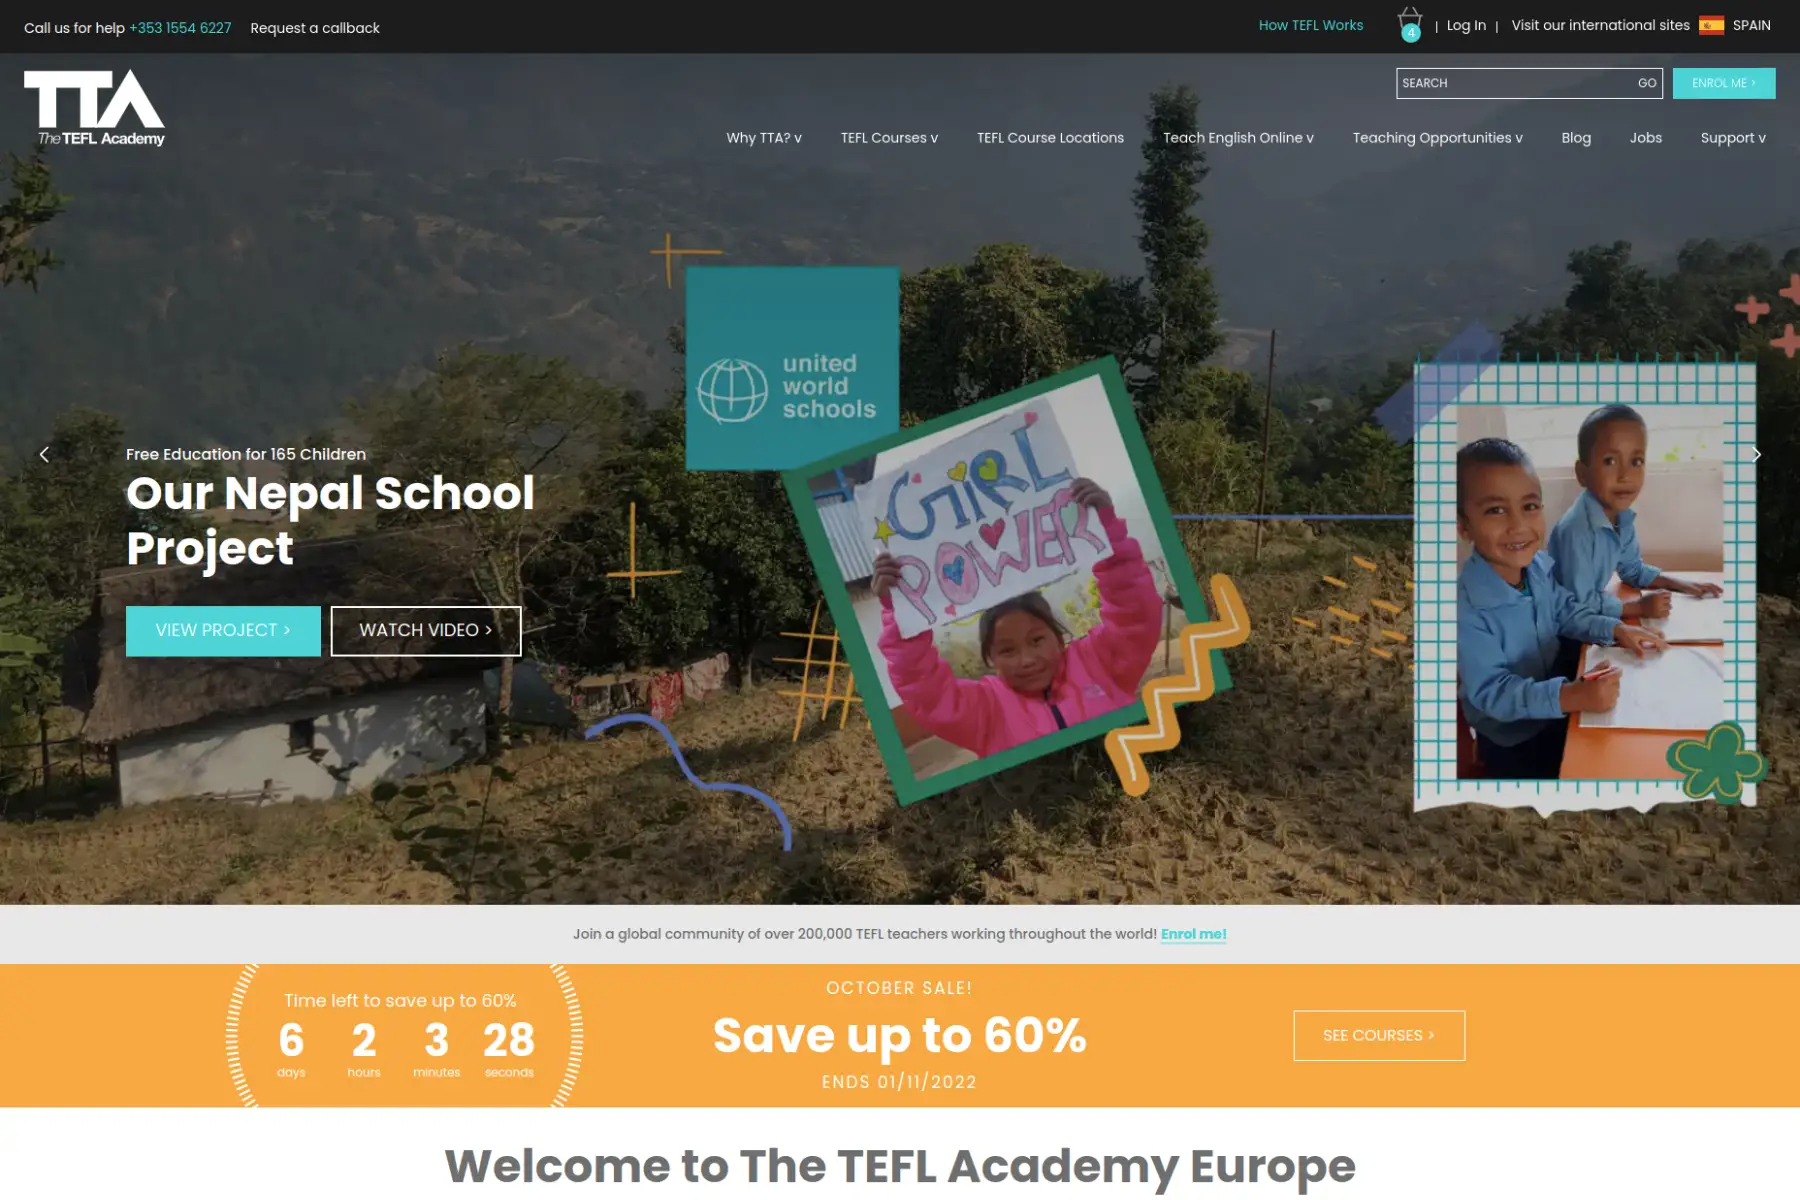 Call us for help +353 1554 6227 Request a callback
How TEFL Works 4 | Log In | Visit our international sites SPAIN
TTA
The TEFL Academy
SEARCH GO ENROL ME >
Why TTA? v TEFL Courses v TEFL Course Locations Teach English Online v Teaching Opportunities v Blog Jobs Support v
united
world
schools
GIRL
POWER
Free Education for 165 Children
Our Nepal School
Project
VIEW PROJECT > WATCH VIDEO >
Join a global community of over 200,000 TEFL teachers working throughout the world! Enrol me!
Time left to save up to 60%
6 2 3 28
days hours minutes seconds
OCTOBER SALE!
Save up to 60%
ENDS 01/11/2022
SEE COURSES >
Welcome to The TEFL Academy Europe